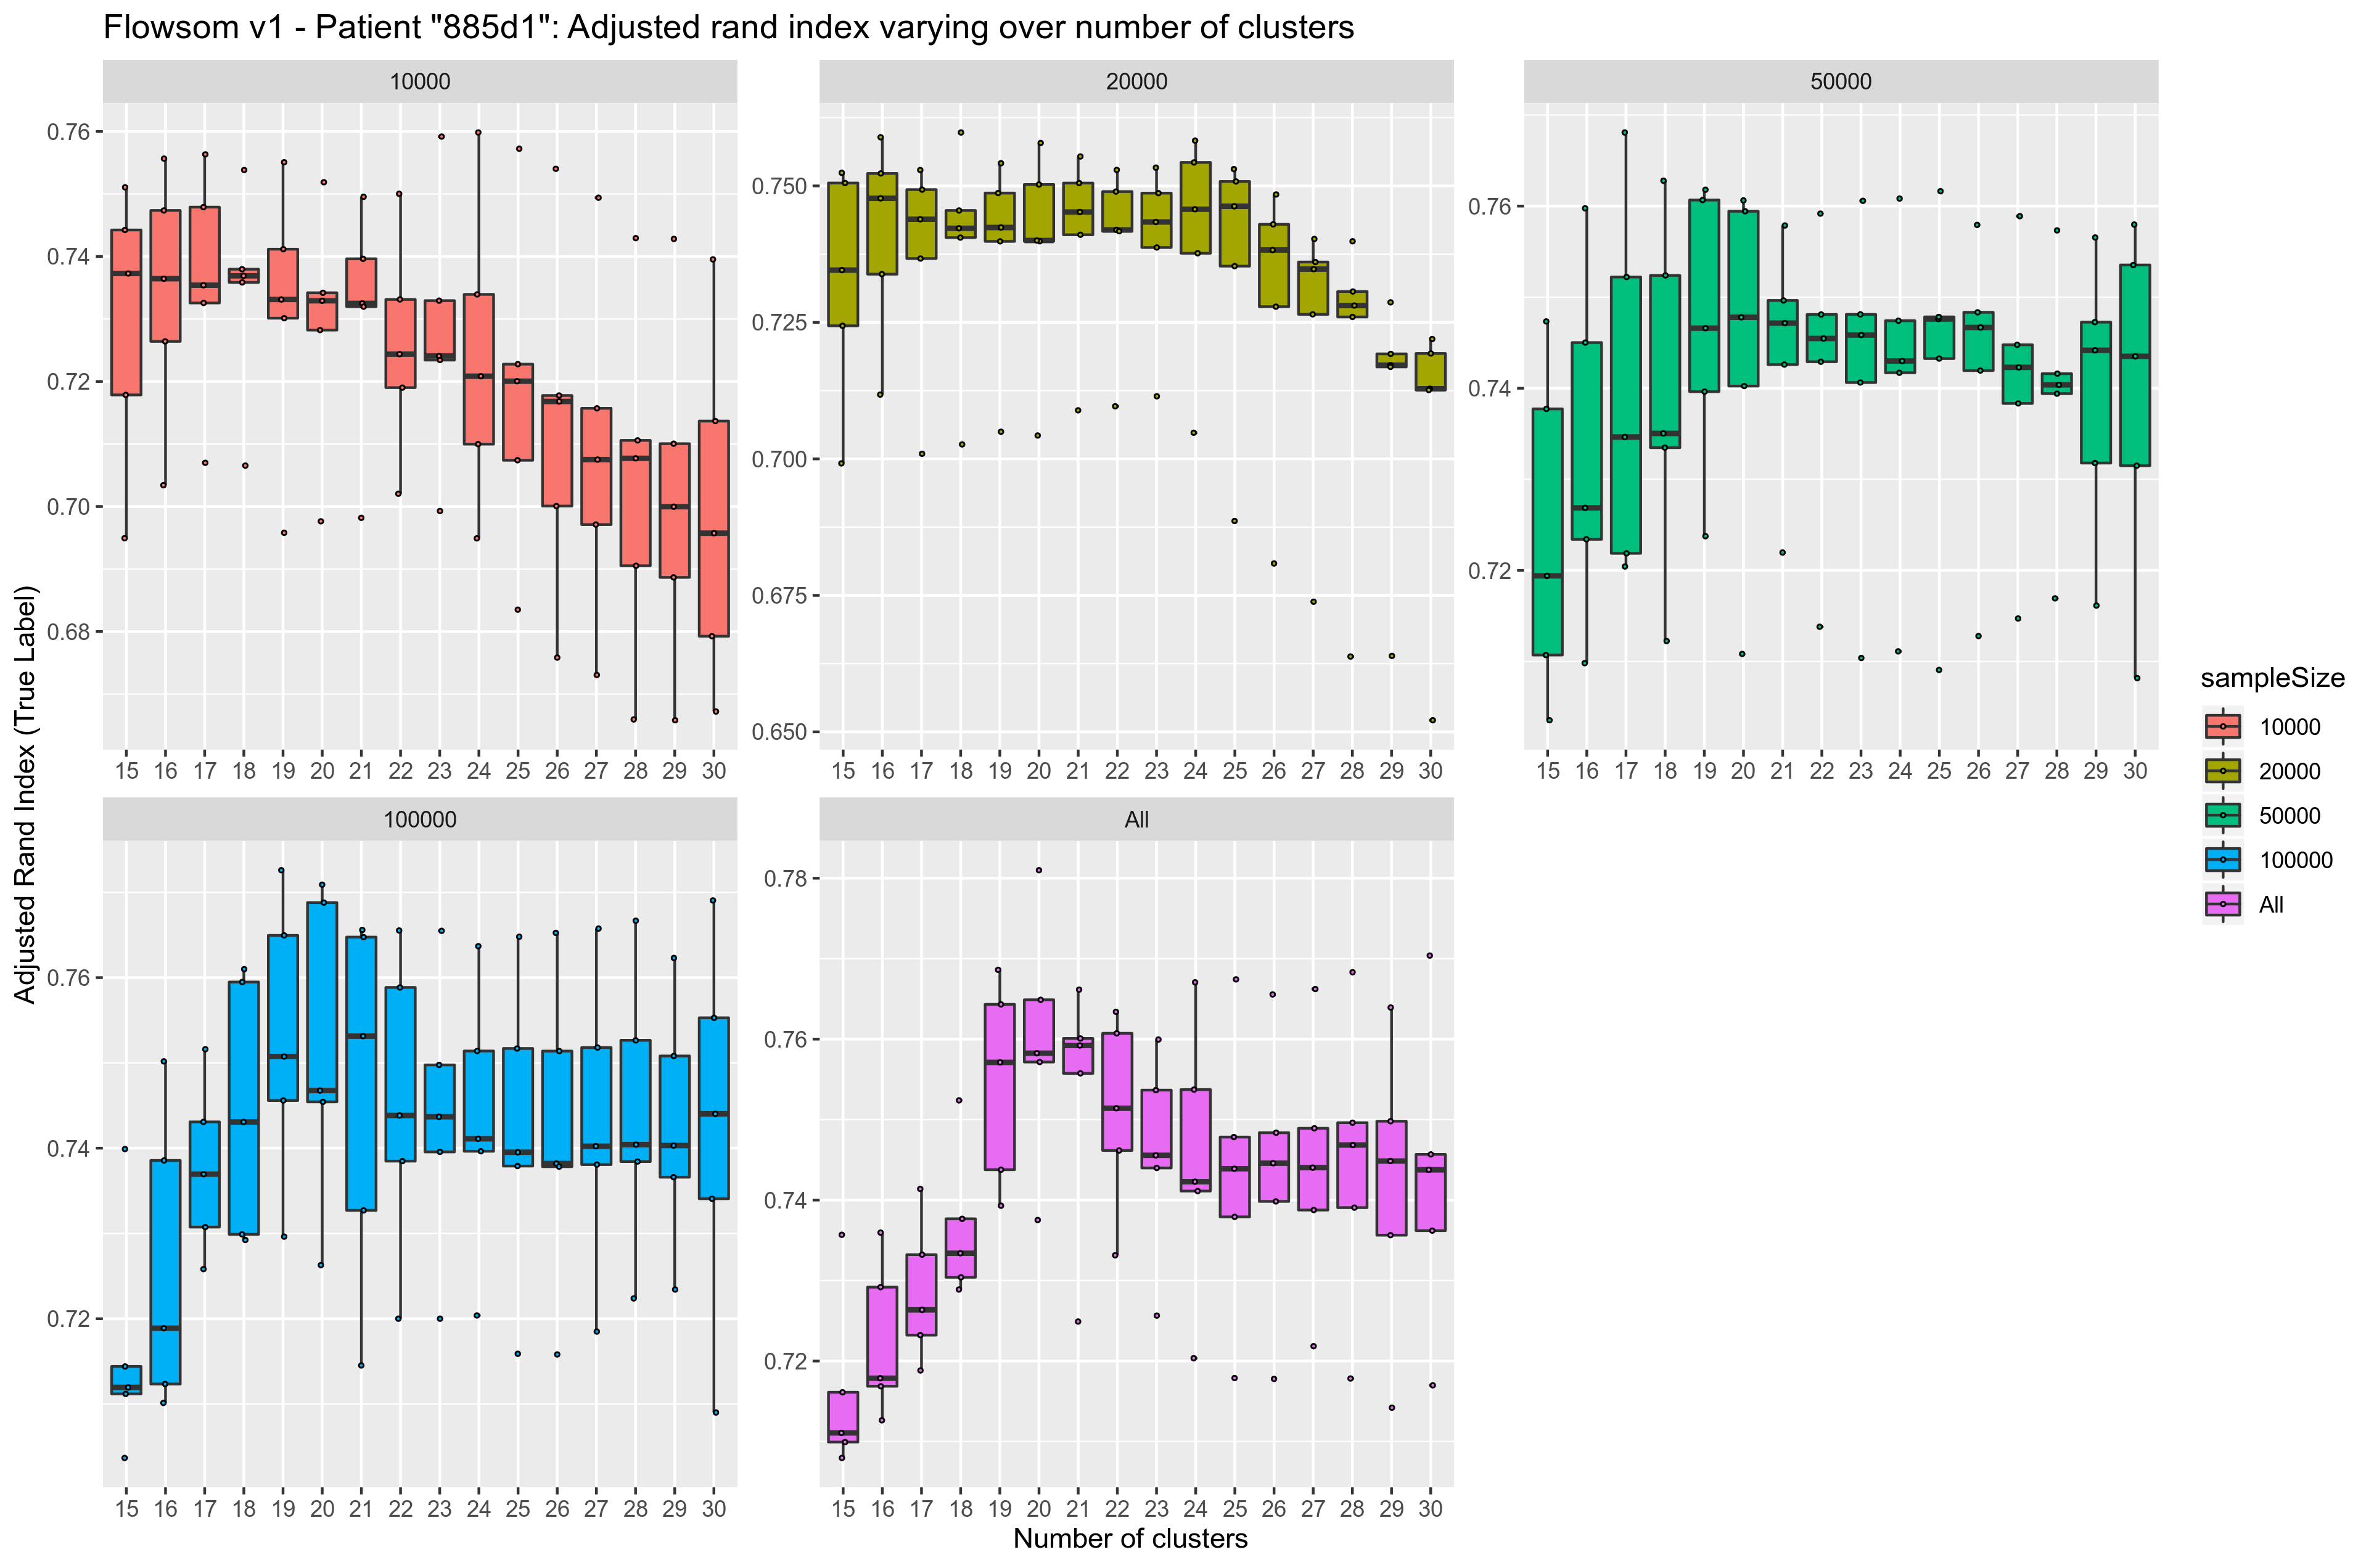 Flowsom v1 - Patient "885d1": Adjusted rand index varying over number of clusters
10000
20000
50000
0.76
0.74
0.72
0.70
0.68
0.750
0.725
0.700
0.675
0.650
0.76
0.74
0.72
15 16 17 18 19 20 21 22 23 24 25 26 27 28 29 30
15 16 17 18 19 20 21 22 23 24 25 26 27 28 29 30
15 16 17 18 19 20 21 22 23 24 25 26 27 28 29 30
100000
All
0.76
0.74
0.72
0.78
0.76
0.74
0.72
15 16 17 18 19 20 21 22 23 24 25 26 27 28 29 30
15 16 17 18 19 20 21 22 23 24 25 26 27 28 29 30
Adjusted Rand Index (True Label)
Number of clusters
sampleSize
10000
20000
50000
100000
All